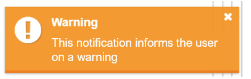 Warning
This notification informs the user
on a warning